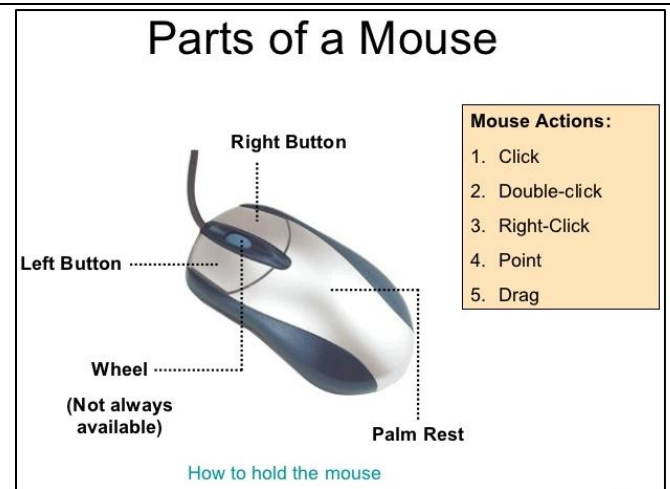 Parts of a Mouse
Right Button
Left Button
Wheel
(Not always
available)
Palm Rest
How to hold the mouse
Mouse Actions:
1. Click
2. Double-click
3. Right-Click
4. Point
5. Drag